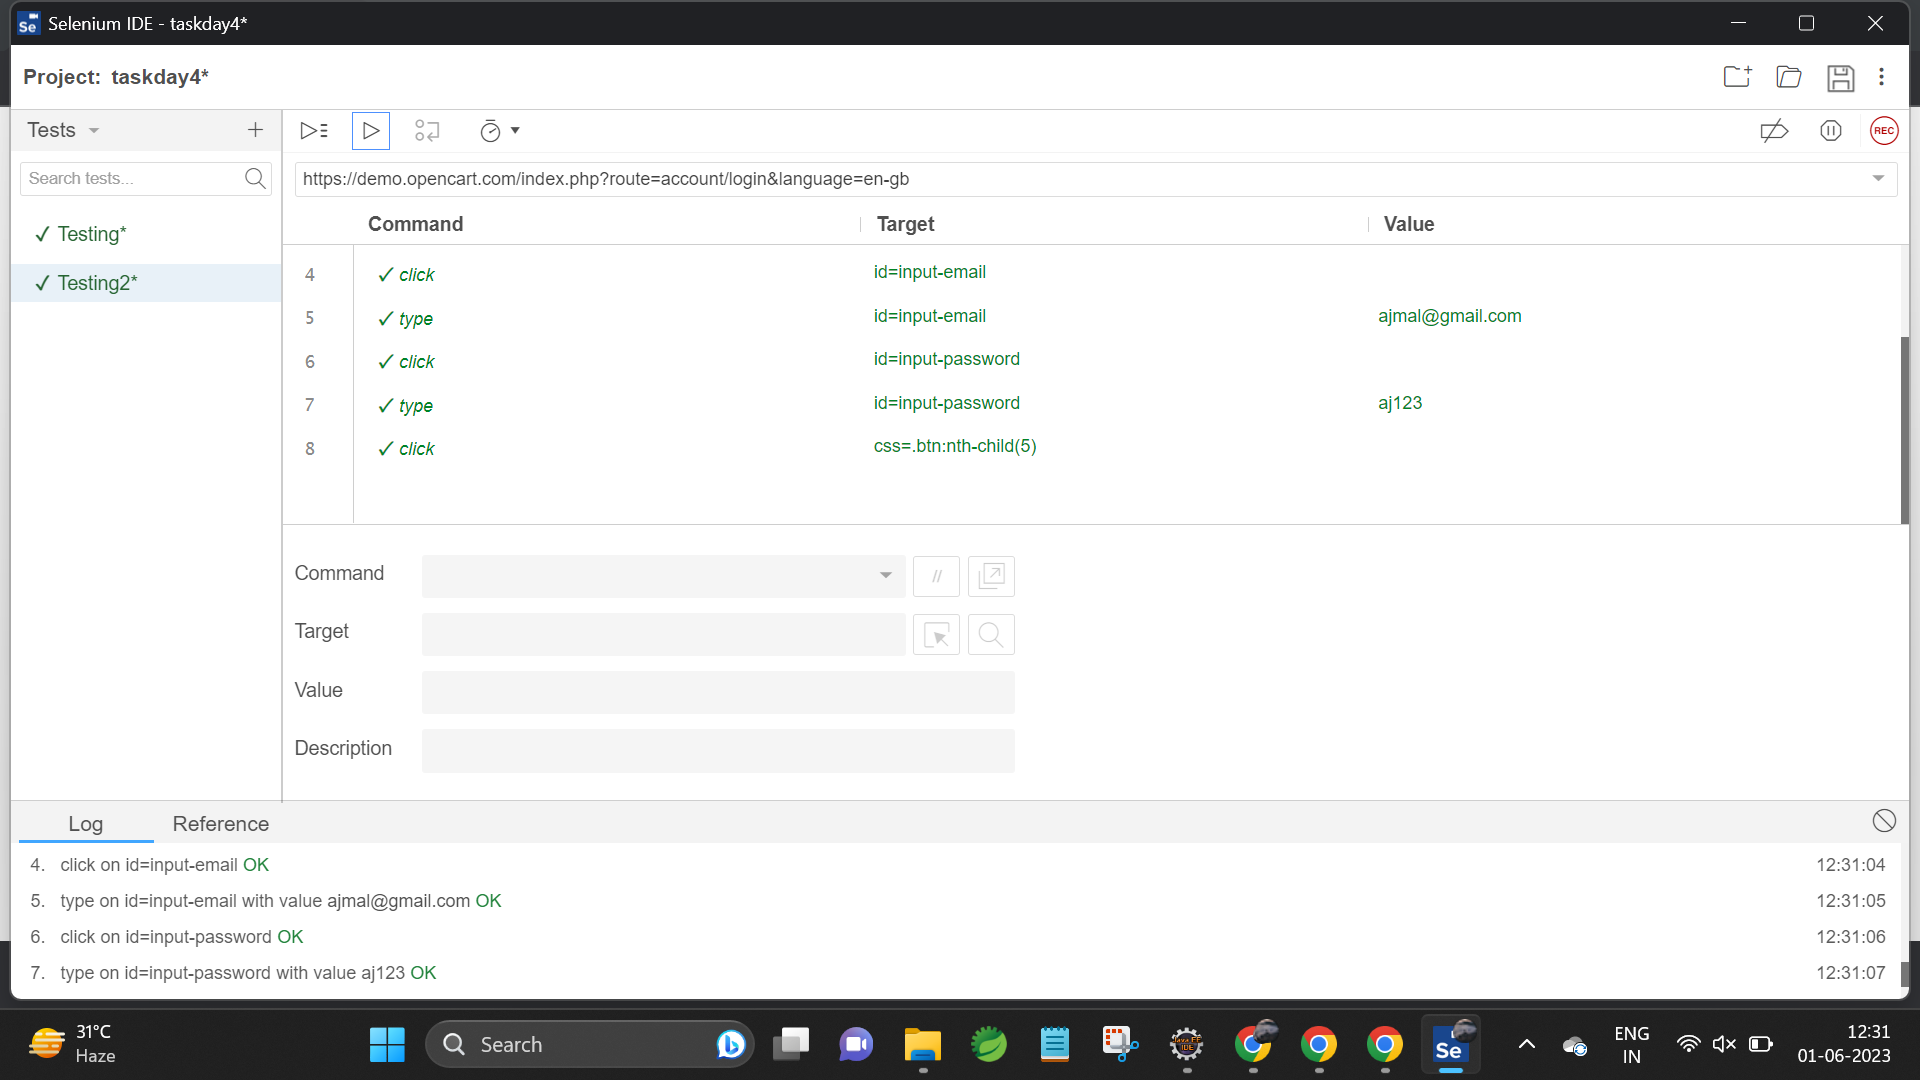 Se Selenium IDE - taskday4*
Project: taskday4*
Tests
REC
Search tests...
https://demo.opencart.com/index.php?route=account/login&language=en-gb
✓ Testing*
✓ Testing2*
Command Target Value
4 ✓ click id=input-email
5 ✓ type id=input-email ajmal@gmail.com
6 ✓ click id=input-password
7 ✓ type id=input-password aj123
8 ✓ click css=.btn:nth-child(5)
Command //
Target
Value
Description
Log Reference
4. click on id=input-email OK 12:31:04
5. type on id=input-email with value ajmal@gmail.com OK 12:31:05
6. click on id=input-password OK 12:31:06
7. type on id=input-password with value aj123 OK 12:31:07
31°C
Haze
Search
Java EE
IDE
Se
ENG
IN
12:31
01-06-2023